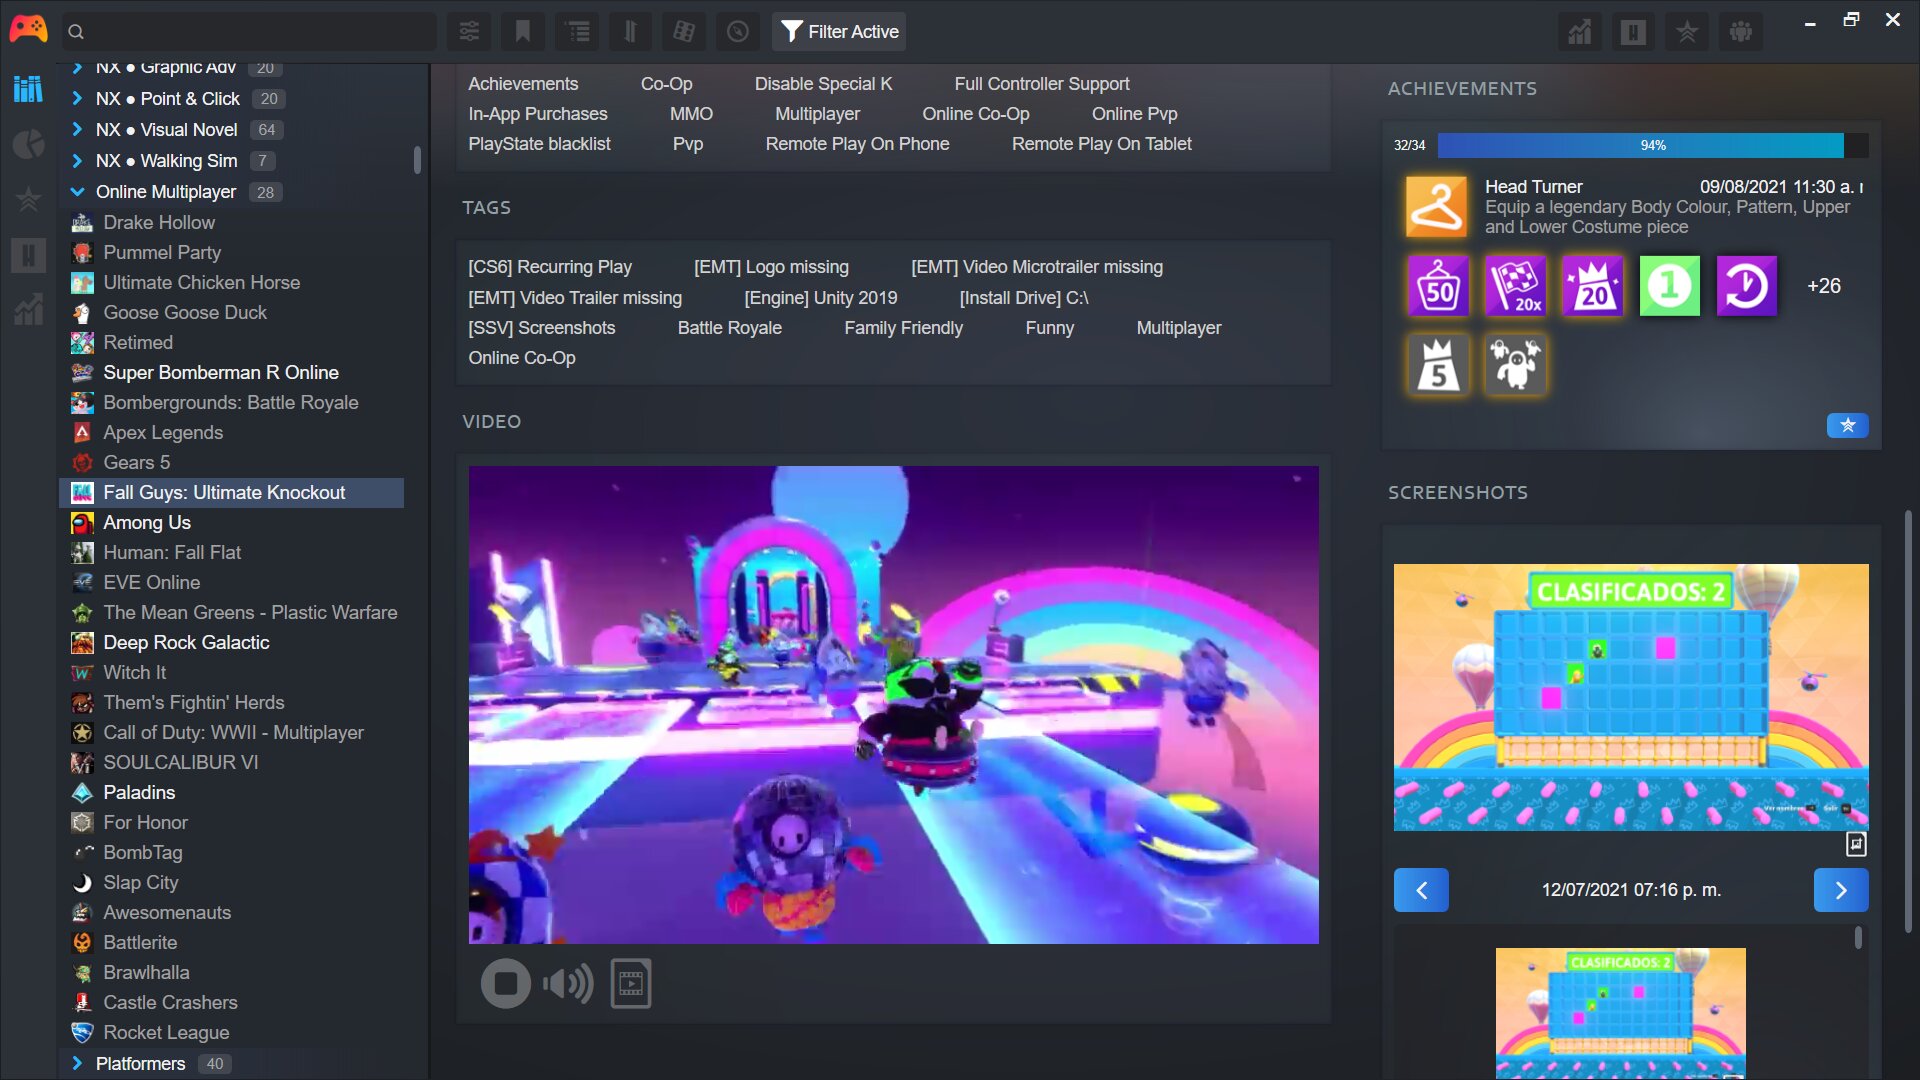 Filter Active
NX ● Graphic Adv 20
NX ● Point & Click 20
NX ● Visual Novel 64
NX ● Walking Sim 7
Online Multiplayer 28
Drake Hollow
Pummel Party
Ultimate Chicken Horse
Goose Goose Duck
Retimed
Super Bomberman R Online
Bombergrounds: Battle Royale
Apex Legends
Gears 5
Fall Guys: Ultimate Knockout
Among Us
Human: Fall Flat
EVE Online
The Mean Greens - Plastic Warfare
Deep Rock Galactic
Witch It
Them's Fightin' Herds
Call of Duty: WWII - Multiplayer
SOULCALIBUR VI
Paladins
For Honor
BombTag
Slap City
Awesomenauts
Battlerite
Brawlhalla
Castle Crashers
Rocket League
Platformers 40
Achievements Co-Op Disable Special K Full Controller Support
In-App Purchases MMO Multiplayer Online Co-Op Online Pvp
PlayState blacklist Pvp Remote Play On Phone Remote Play On Tablet
TAGS
[CS6] Recurring Play [EMT] Logo missing [EMT] Video Microtrailer missing
[EMT] Video Trailer missing [Engine] Unity 2019 [Install Drive] C:\
[SSV] Screenshots Battle Royale Family Friendly Funny Multiplayer
Online Co-Op
VIDEO
ACHIEVEMENTS
32/34 94%
Head Turner 09/08/2021 11:30 a. 
Equip a legendary Body Colour, Pattern, Upper
and Lower Costume piece
50 20x 20 1 +26
5
SCREENSHOTS
CLASIFICADOS: 2
12/07/2021 07:16 p. m.
CLASIFICADOS: 2